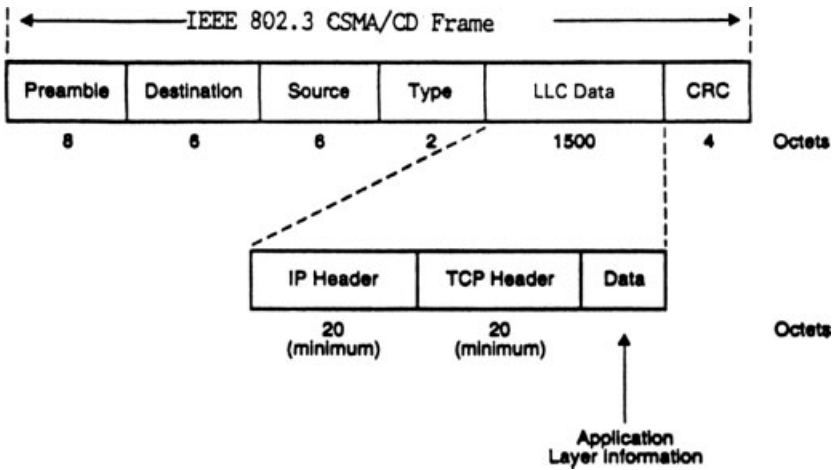 IEEE 802.3 CSMA/CD Frame
Preamble Destination Source Type LLC Data CRC
8 6 6 2 1500 4 Octets
IP Header TCP Header Data
20 20 Octets
(minimum) (minimum)
Application
Layer Information